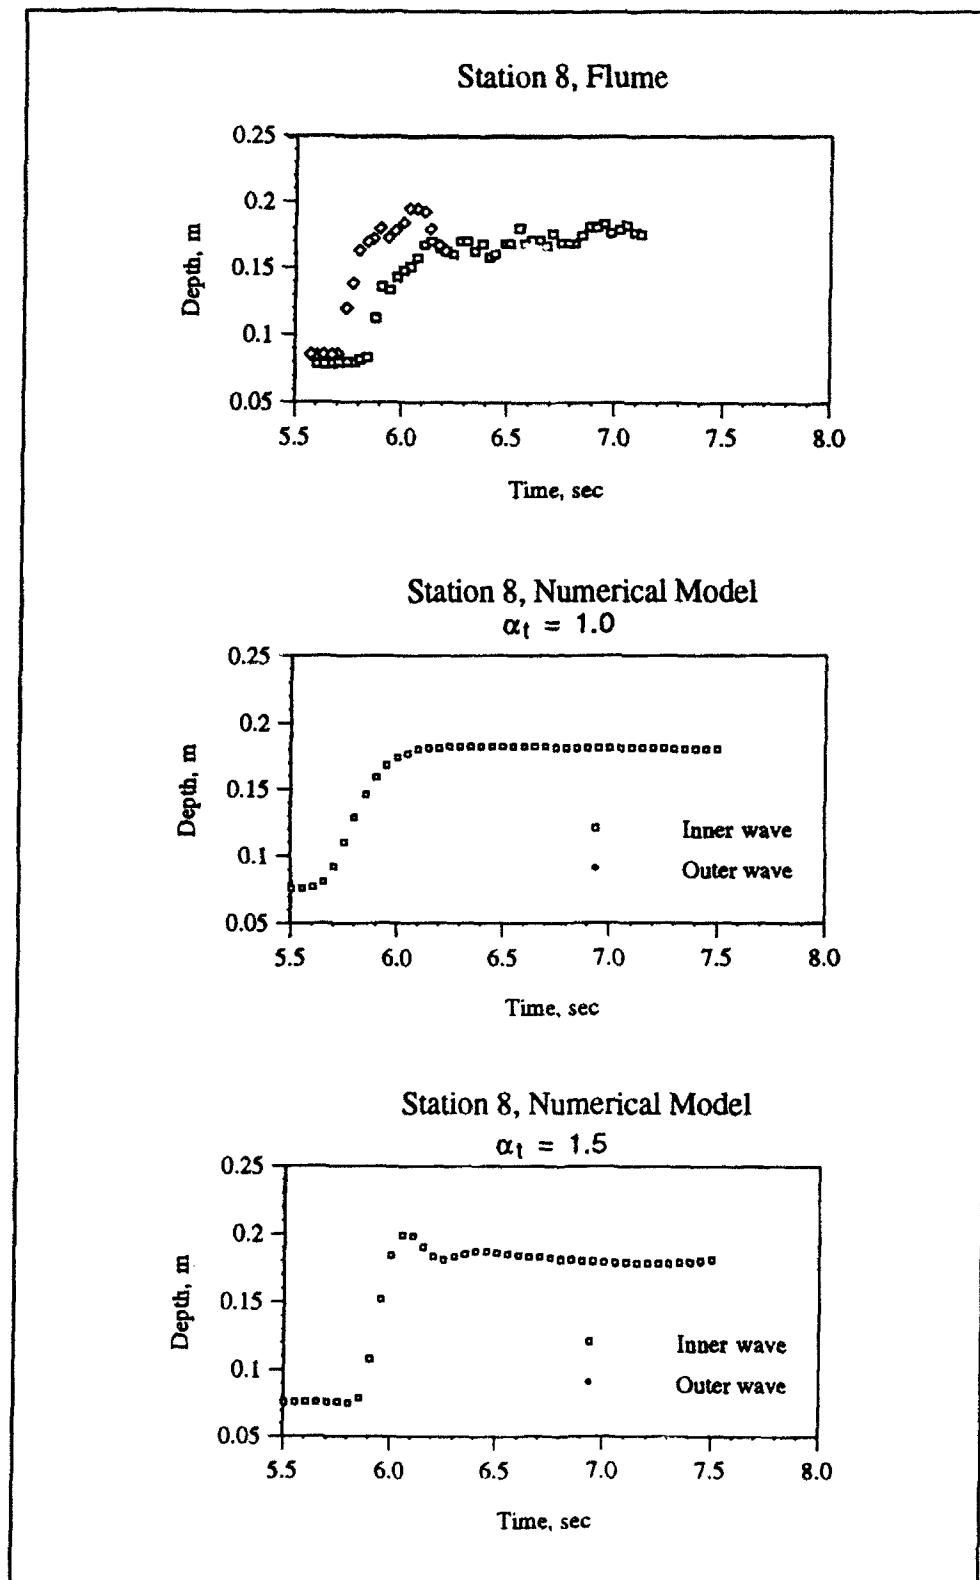 Station 8, Flume
0.25
0.2
0.15
0.1
0.05
Depth, m
5.5 6.0 6.5 7.0 7.5 8.0
Time, sec
Station 8, Numerical Model
αt = 1.0
0.25
0.2
0.15
0.1
0.05
Depth, m
Inner wave
Outer wave
5.5 6.0 6.5 7.0 7.5 8.0
Time, sec
Station 8, Numerical Model
αt = 1.5
0.25
0.2
0.15
0.1
0.05
Depth, m
Inner wave
Outer wave
5.5 6.0 6.5 7.0 7.5 8.0
Time, sec